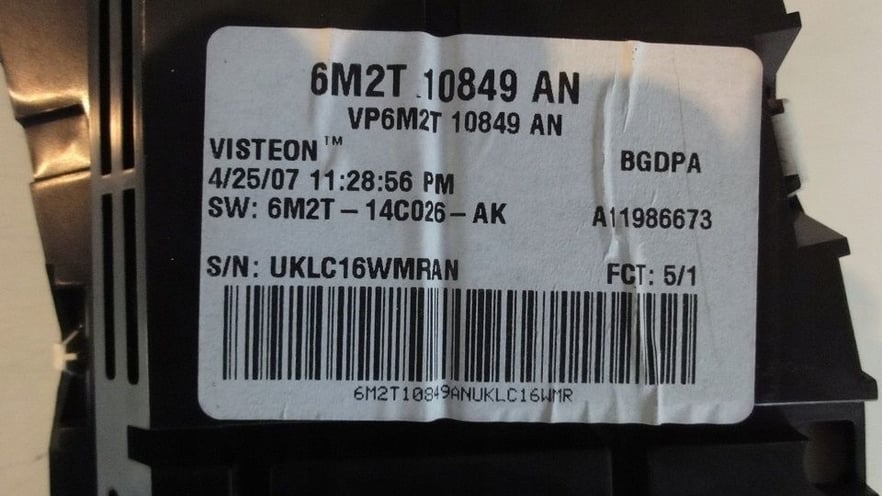 6M2T 10849 AN
VP6M2T 10849 AN
VISTEON™ BGDPA
4/25/07 11:28:56 PM
SW: 6M2T-14C026-AK A11986673
S/N: UKLC16WMRAN FCT: 5/1
6M2T10849ANUKLC16WMR